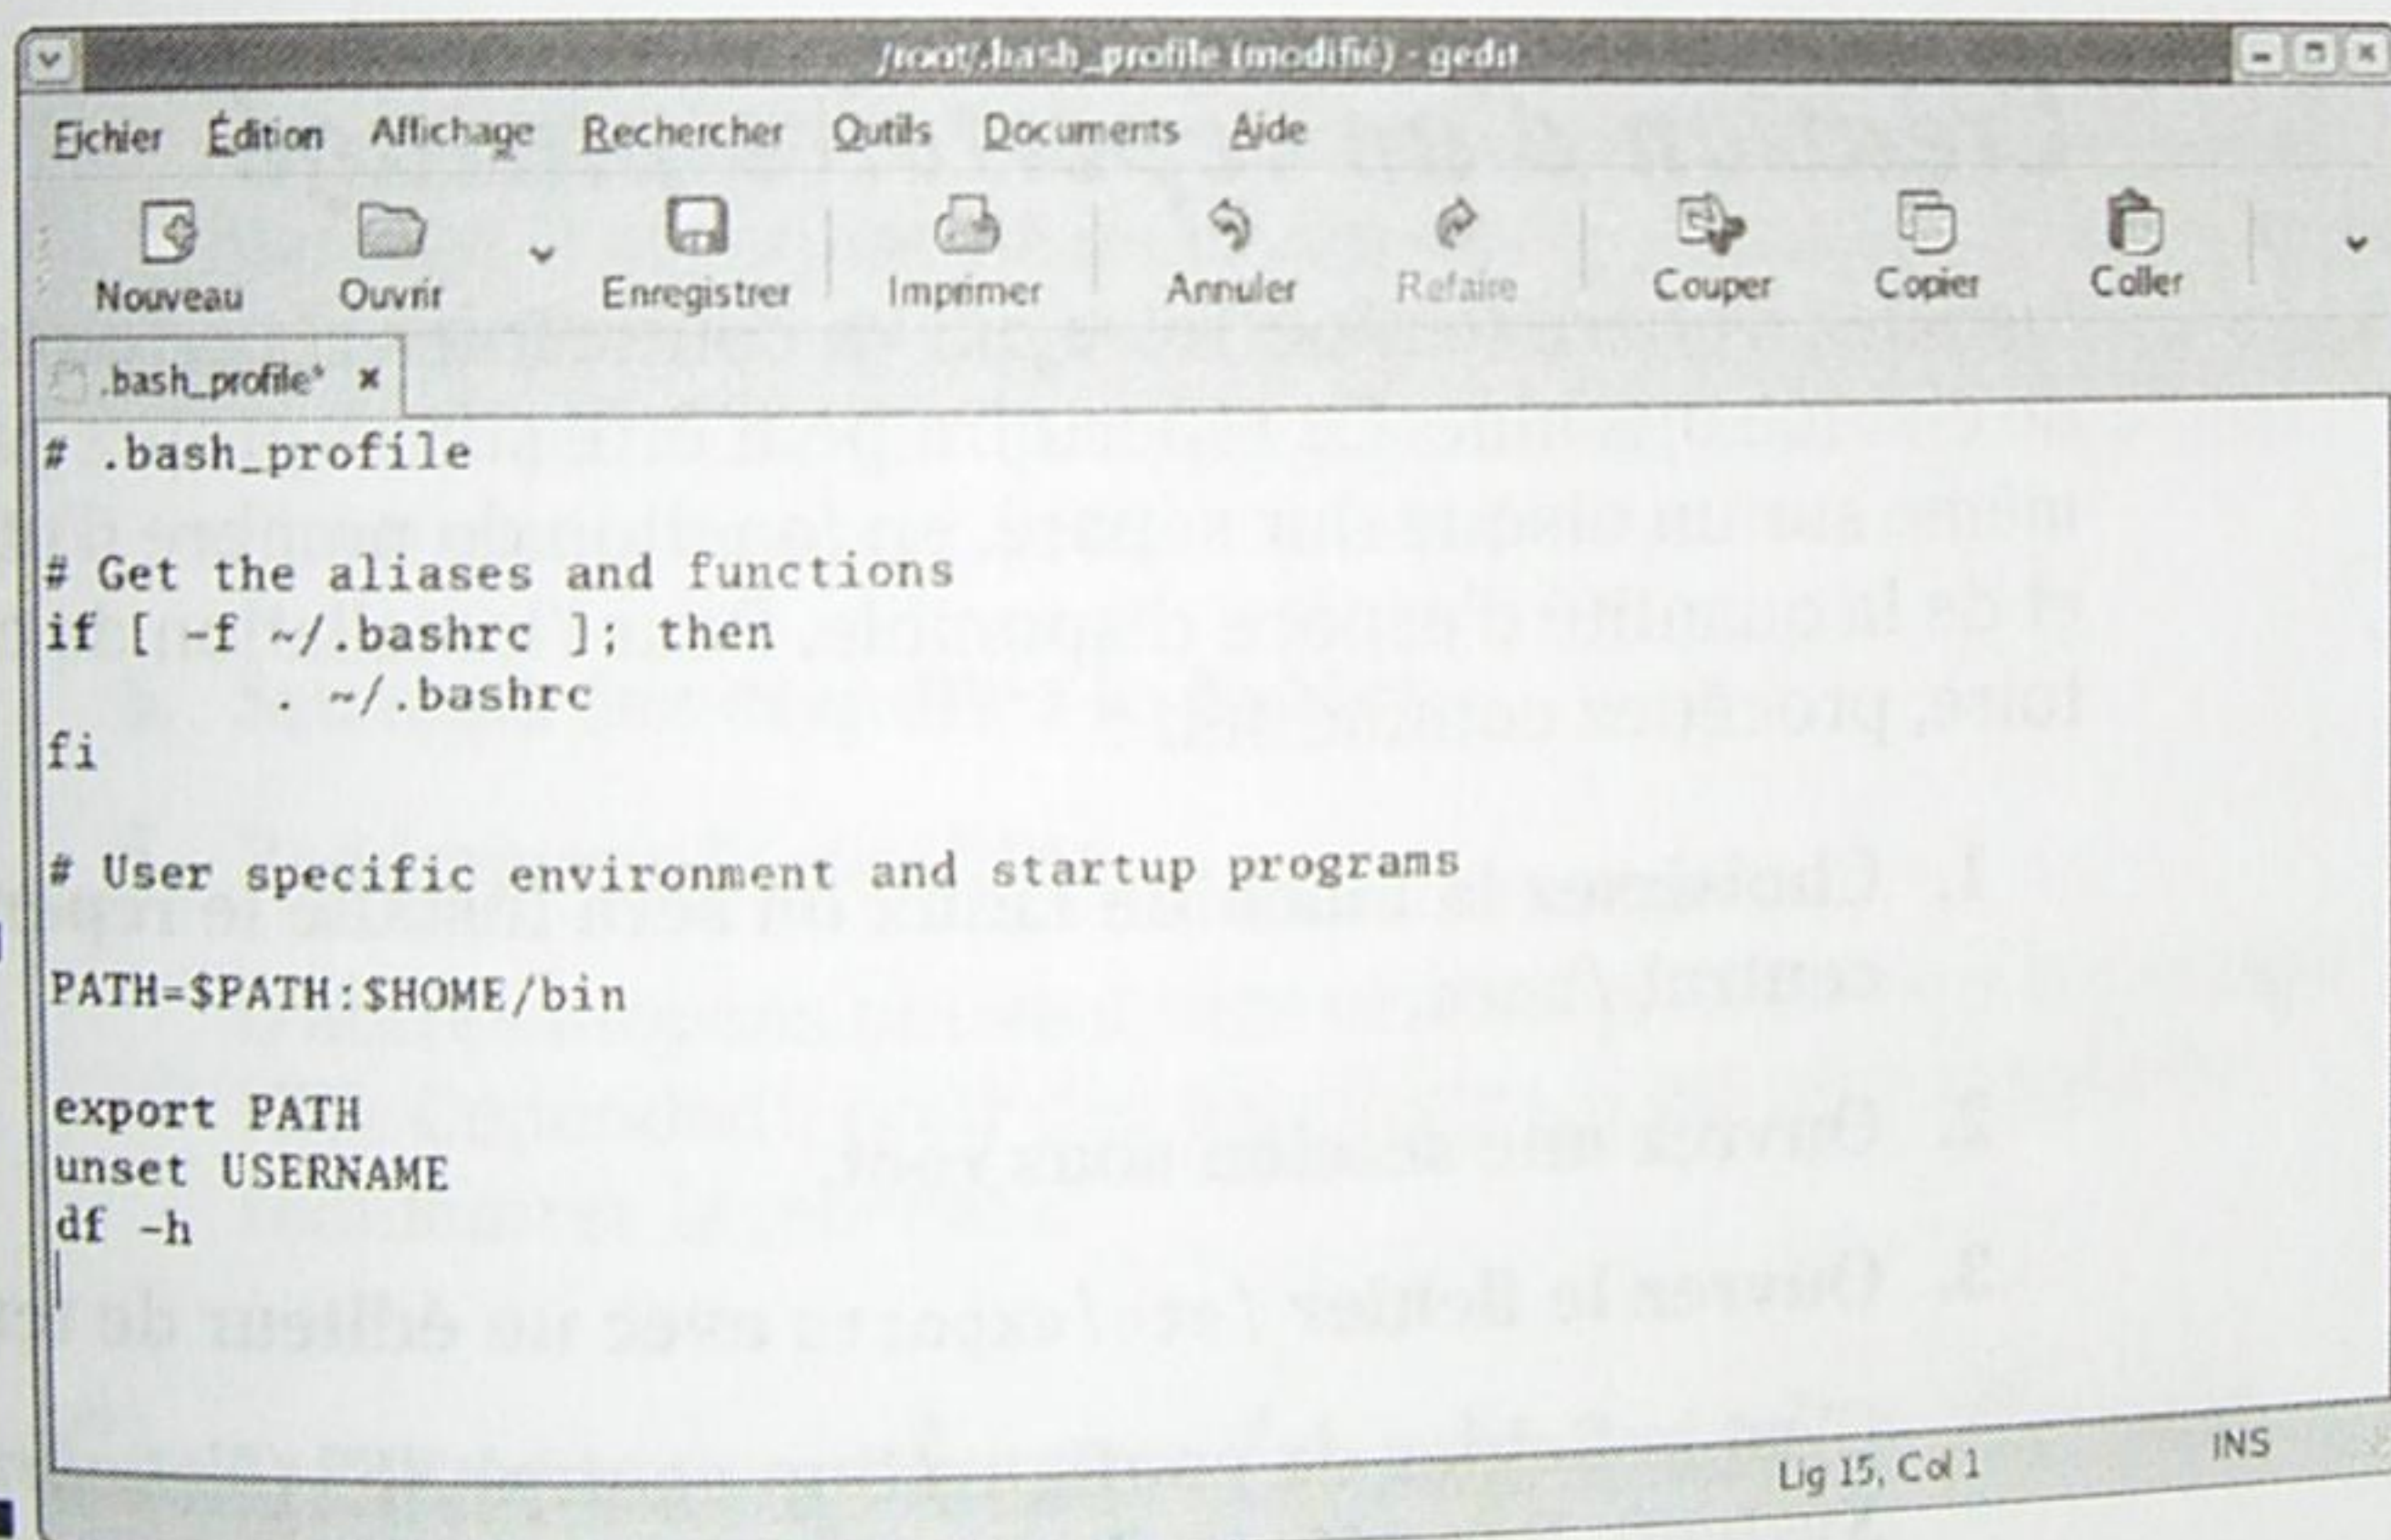 /root/.bash_profile (modifié) - gedit
Fichier Édition Affichage Rechercher Outils Documents Aide
Nouveau Ouvrir Enregistrer Imprimer Annuler Refaire Couper Copier Coller
.bash_profile*
# .bash_profile
# Get the aliases and functions
if [ -f ~/.bashrc ]; then
. ~/.bashrc
fi
# User specific environment and startup programs
PATH=$PATH:$HOME/bin
export PATH
unset USERNAME
df -h
Lig 15, Col 1 INS